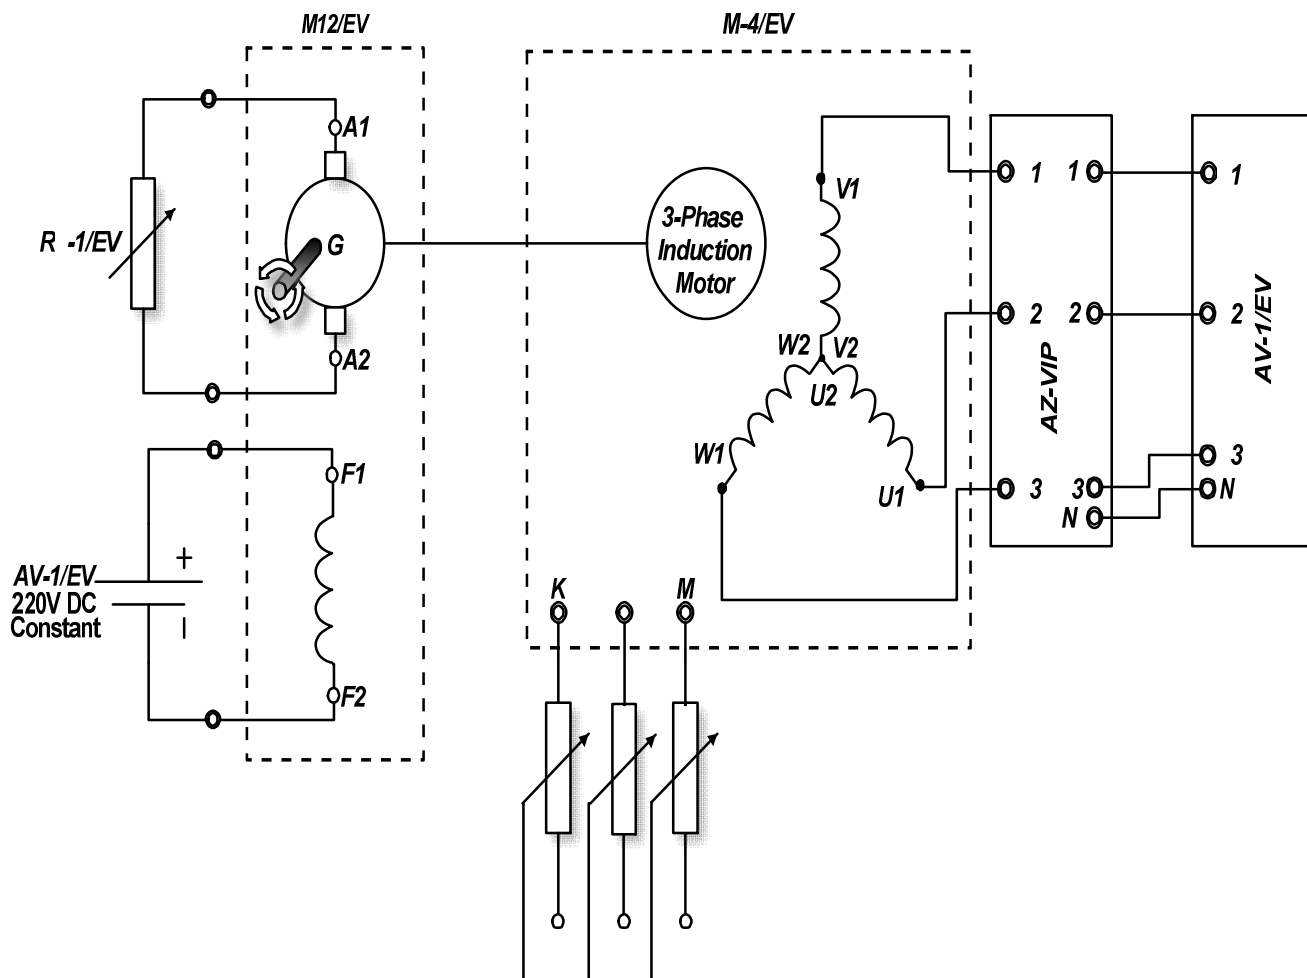 M12/EV
M-4/EV
A1
R -1/EV
G
A2
F1
+
AV-1/EV
220V DC
Constant
−
F2
3-Phase
Induction
Motor
V1
W2
V2
U2
W1
U1
K
M
1
1
2
2
3
3
N
AZ-VIP
1
2
3
N
AV-1/EV